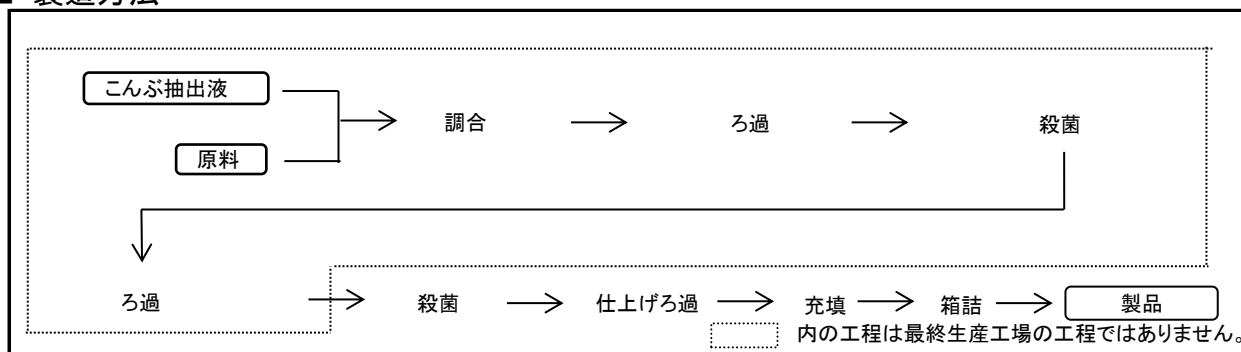 ■ 製造方法
こんぶ抽出液
原料
調合
ろ過
殺菌
ろ過
殺菌
仕上げろ過
充填
箱詰
製品
内の工程は最終生産工場の工程ではありません。